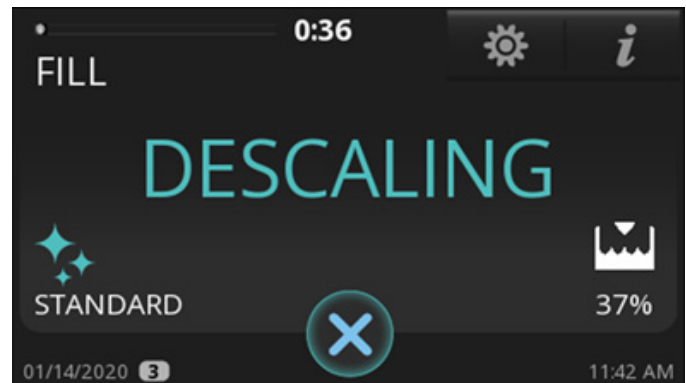 0:36
i
FILL
DESCALING
STANDARD
37%
01/14/2020 3
11:42 AM